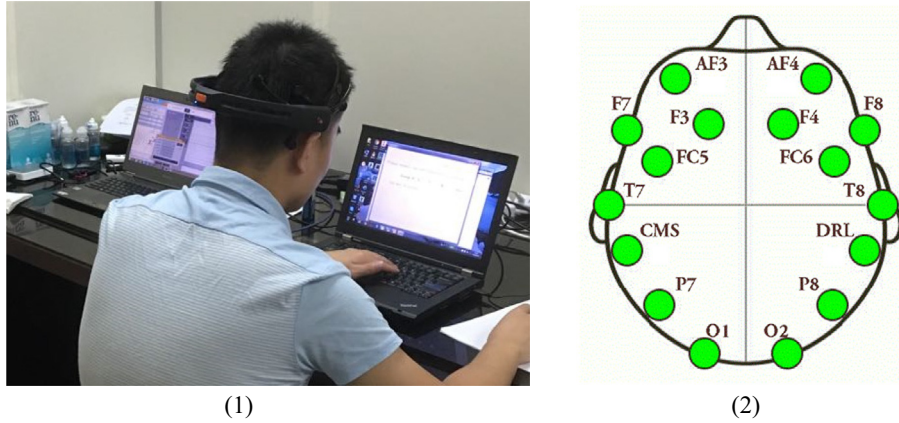 AF3 AF4
F7 F3 F4 F8
FC5 FC6
T7 T8
CMS DRL
P7 P8
O1 O2
(1) (2)